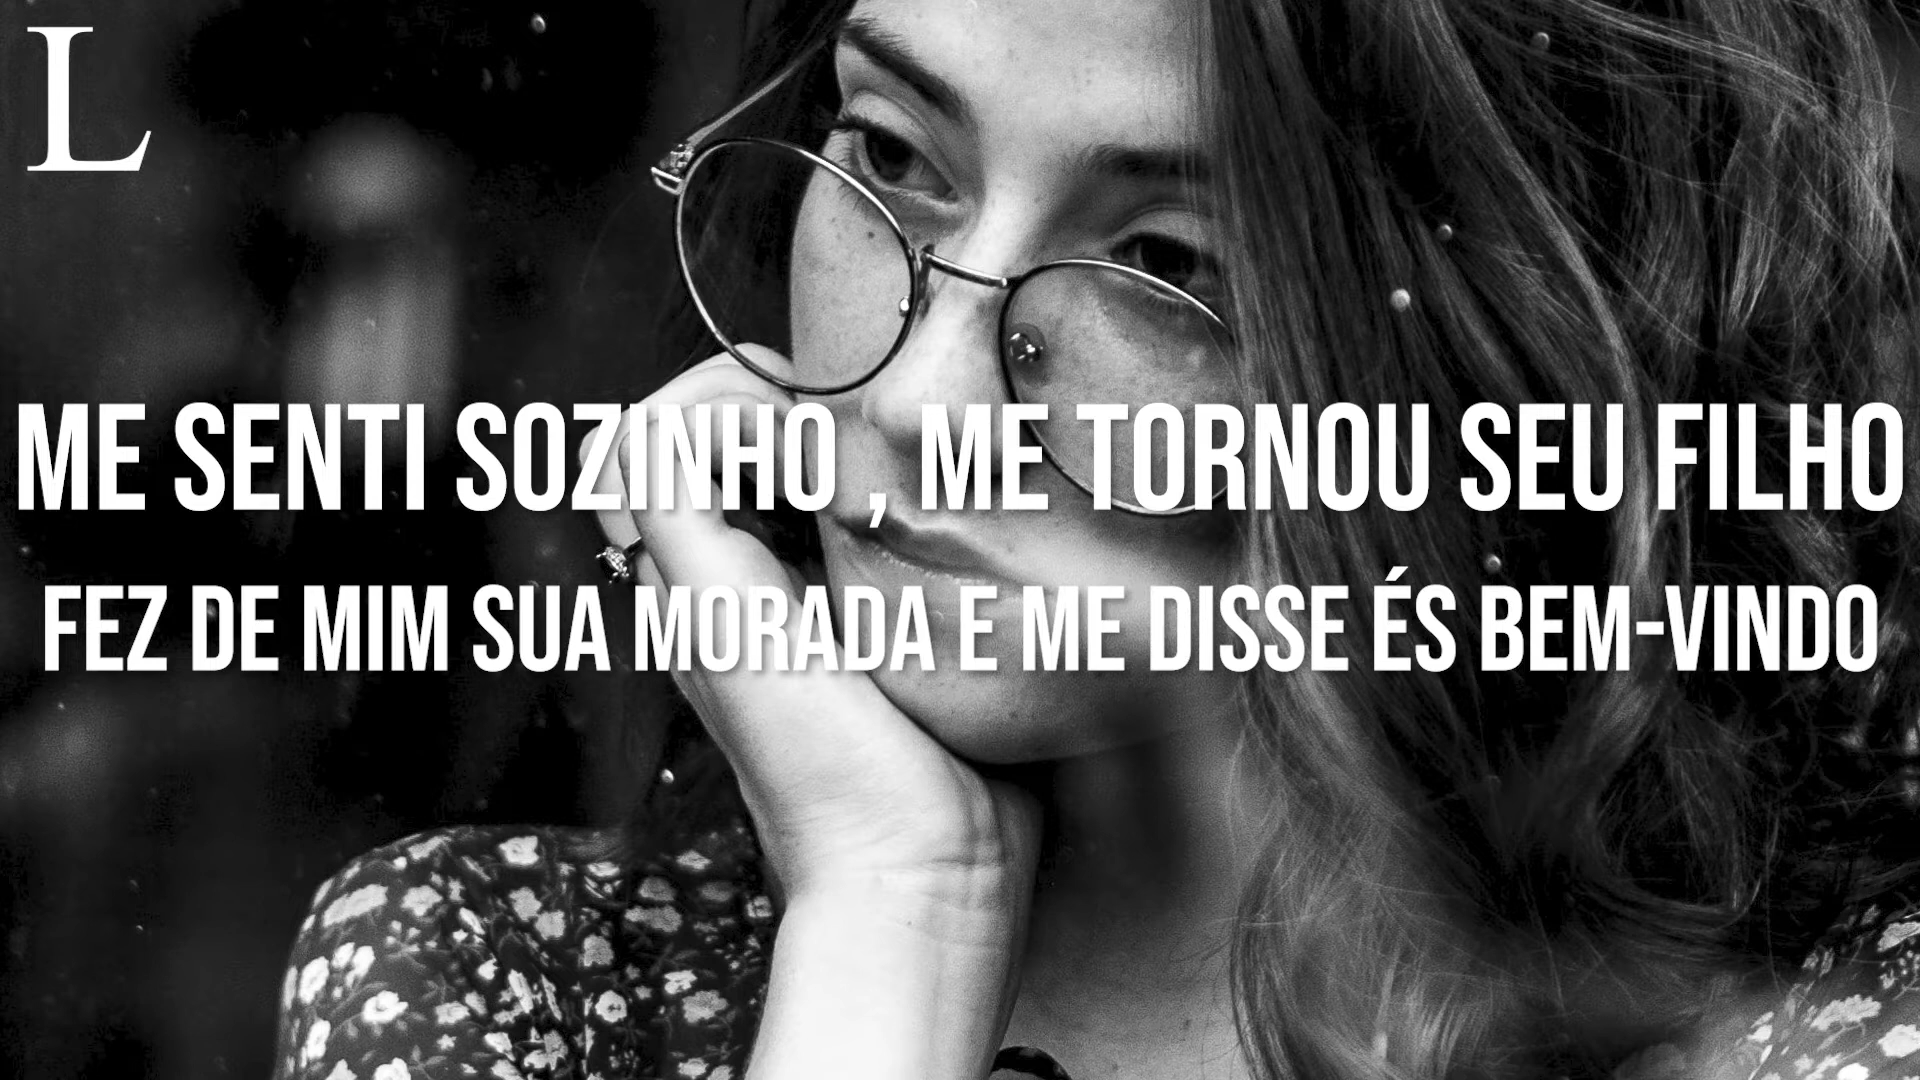 L
ME SENTI SOZINHO , ME TORNOU SEU FILHO
FEZ DE MIM SUA MORADA E ME DISSE ÉS BEM-VINDO